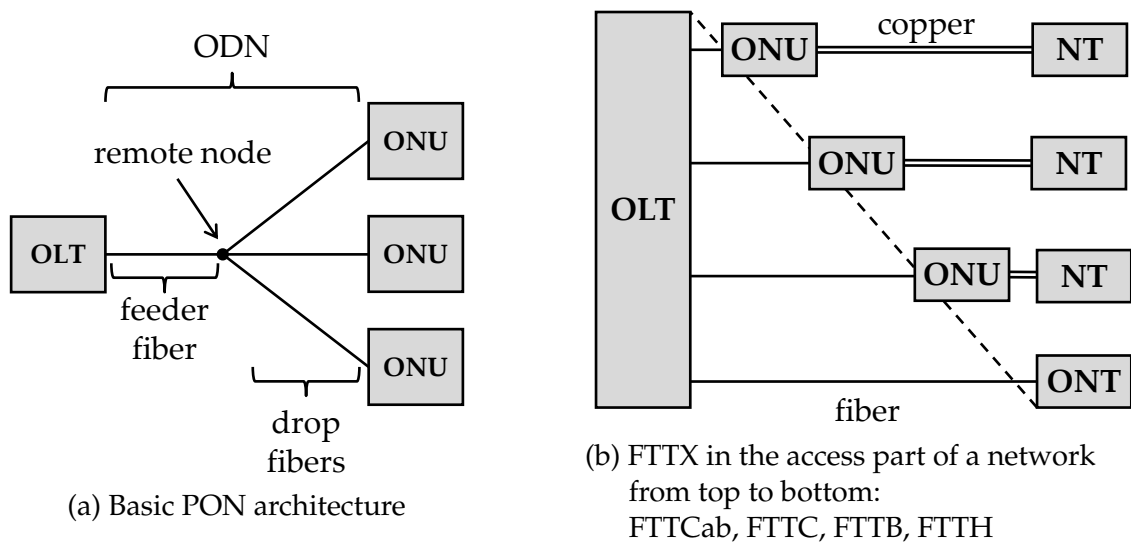 ODN
remote node
OLT
ONU
ONU
ONU
feeder
fiber
drop
fibers
(a) Basic PON architecture
OLT
copper
ONU
NT
ONU
NT
ONU
NT
ONT
fiber
(b) FTTX in the access part of a network
from top to bottom:
FTTCab, FTTC, FTTB, FTTH